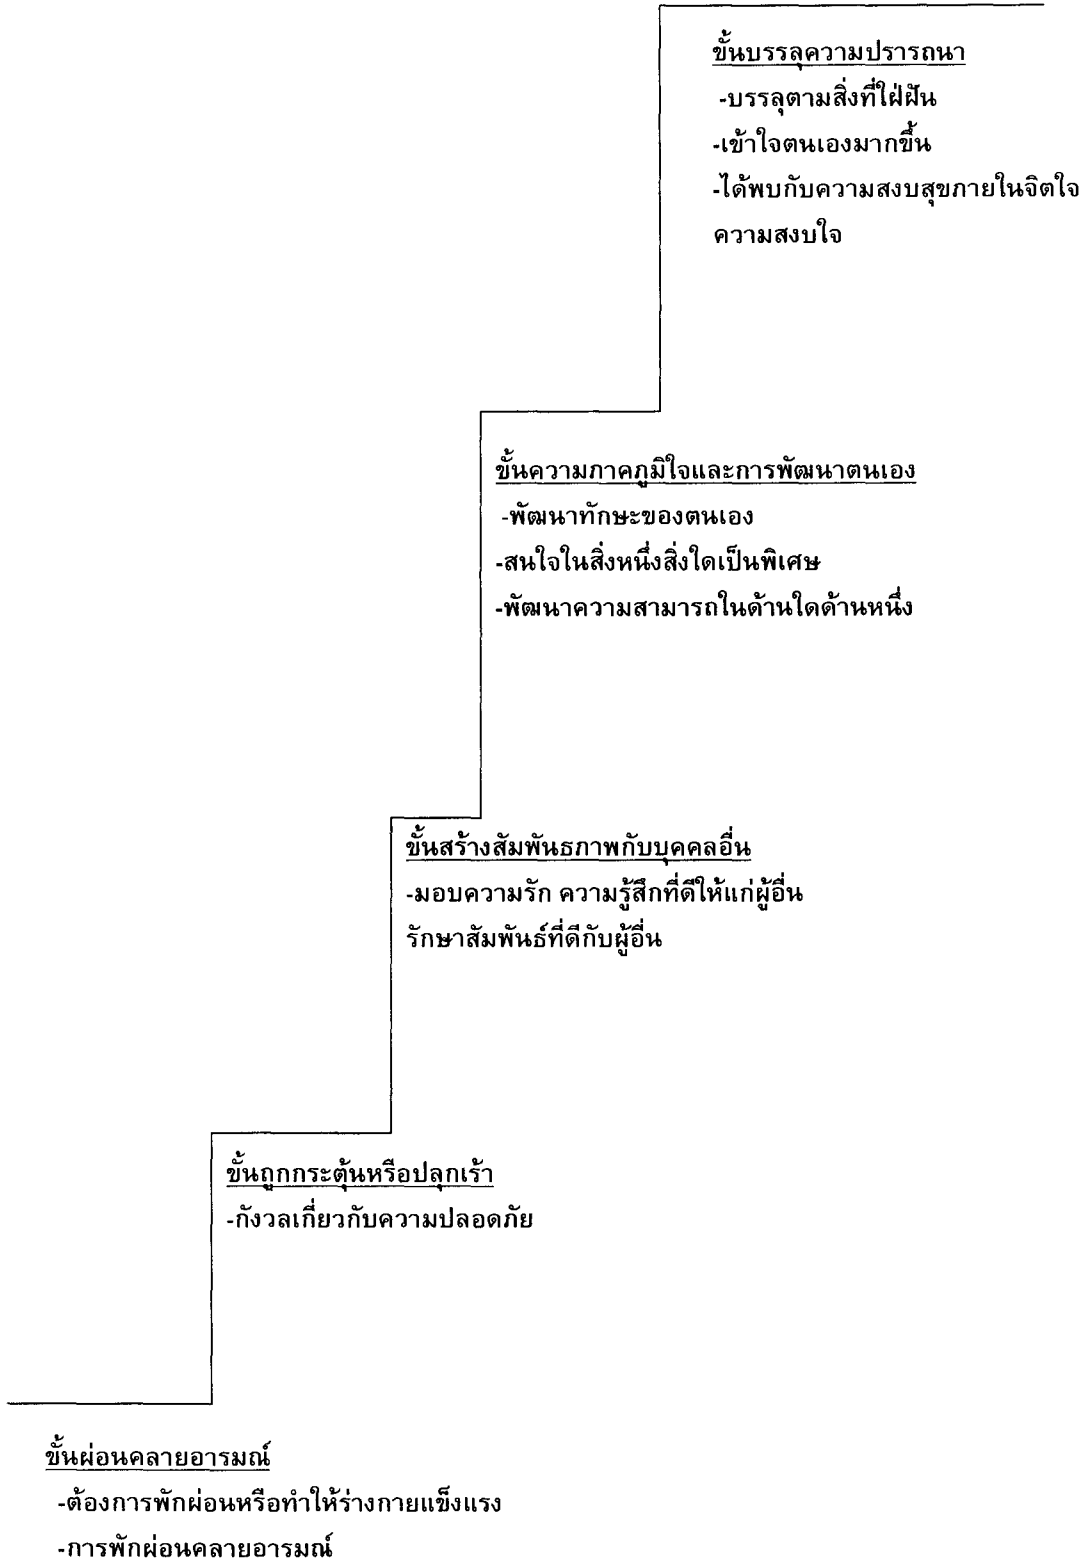 ขั้นบรรลุความปรารถนา
-บรรลุตามสิ่งที่ใฝ่ฝัน
-เข้าใจตนเองมากขึ้น
-ได้พบกับความสงบสุขภายในจิตใจ
ความสงบใจ
ขั้นความภาคภูมิใจและการพัฒนาตนเอง
-พัฒนาทักษะของตนเอง
-สนใจในสิ่งหนึ่งสิ่งใดเป็นพิเศษ
-พัฒนาความสามารถในด้านใดด้านหนึ่ง
ขั้นสร้างสัมพันธภาพกับบุคคลอื่น
-มอบความรัก ความรู้สึกที่ดีให้แก่ผู้อื่น
รักษาสัมพันธ์ที่ดีกับผู้อื่น
ขั้นถูกกระตุ้นหรือปลุกเร้า
-กังวลเกี่ยวกับความปลอดภัย
ขั้นผ่อนคลายอารมณ์
-ต้องการพักผ่อนหรือทำให้ร่างกายแข็งแรง
-การพักผ่อนคลายอารมณ์